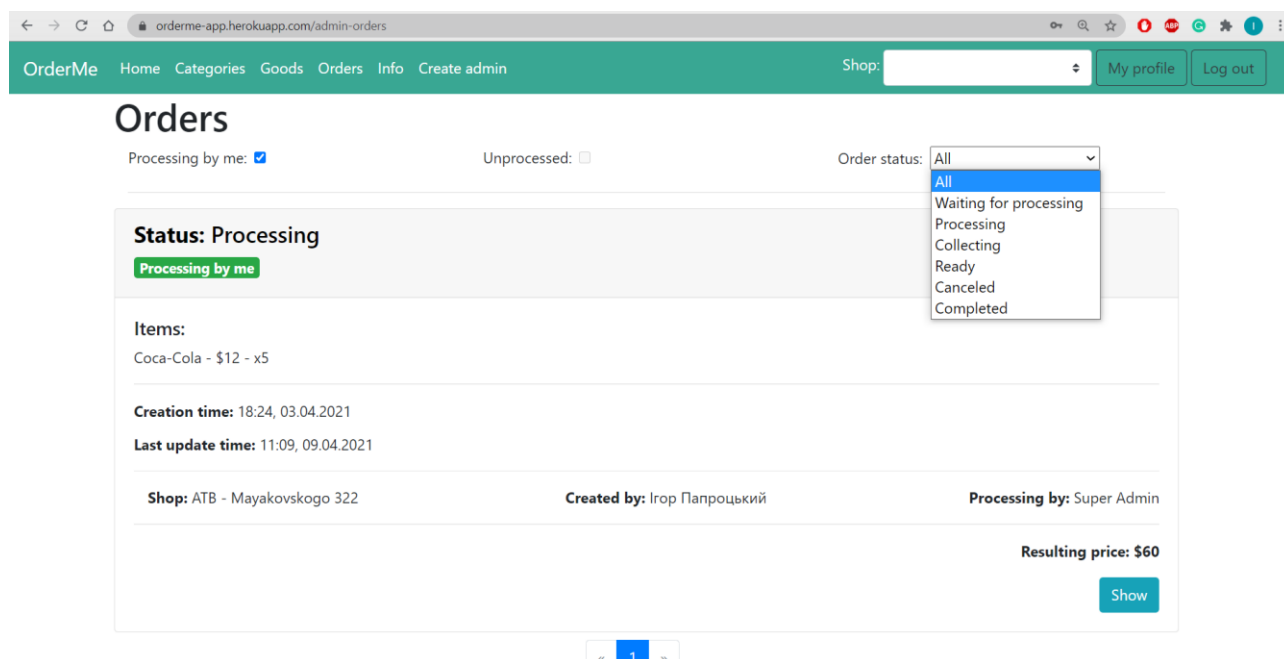 orderme-app.herokuapp.com/admin-orders
ABP
I
OrderMe Home Categories Goods Orders Info Create admin Shop: My profile Log out
Orders
Processing by me: Unprocessed: Order status: All
All
Waiting for processing
Processing
Collecting
Ready
Canceled
Completed
Status: Processing
Processing by me
Items:
Coca-Cola - $12 - x5
Creation time: 18:24, 03.04.2021
Last update time: 11:09, 09.04.2021
Shop: ATB - Mayakovskogo 322 Created by: Ігор Папроцький Processing by: Super Admin
Resulting price: $60
Show
« 1 »